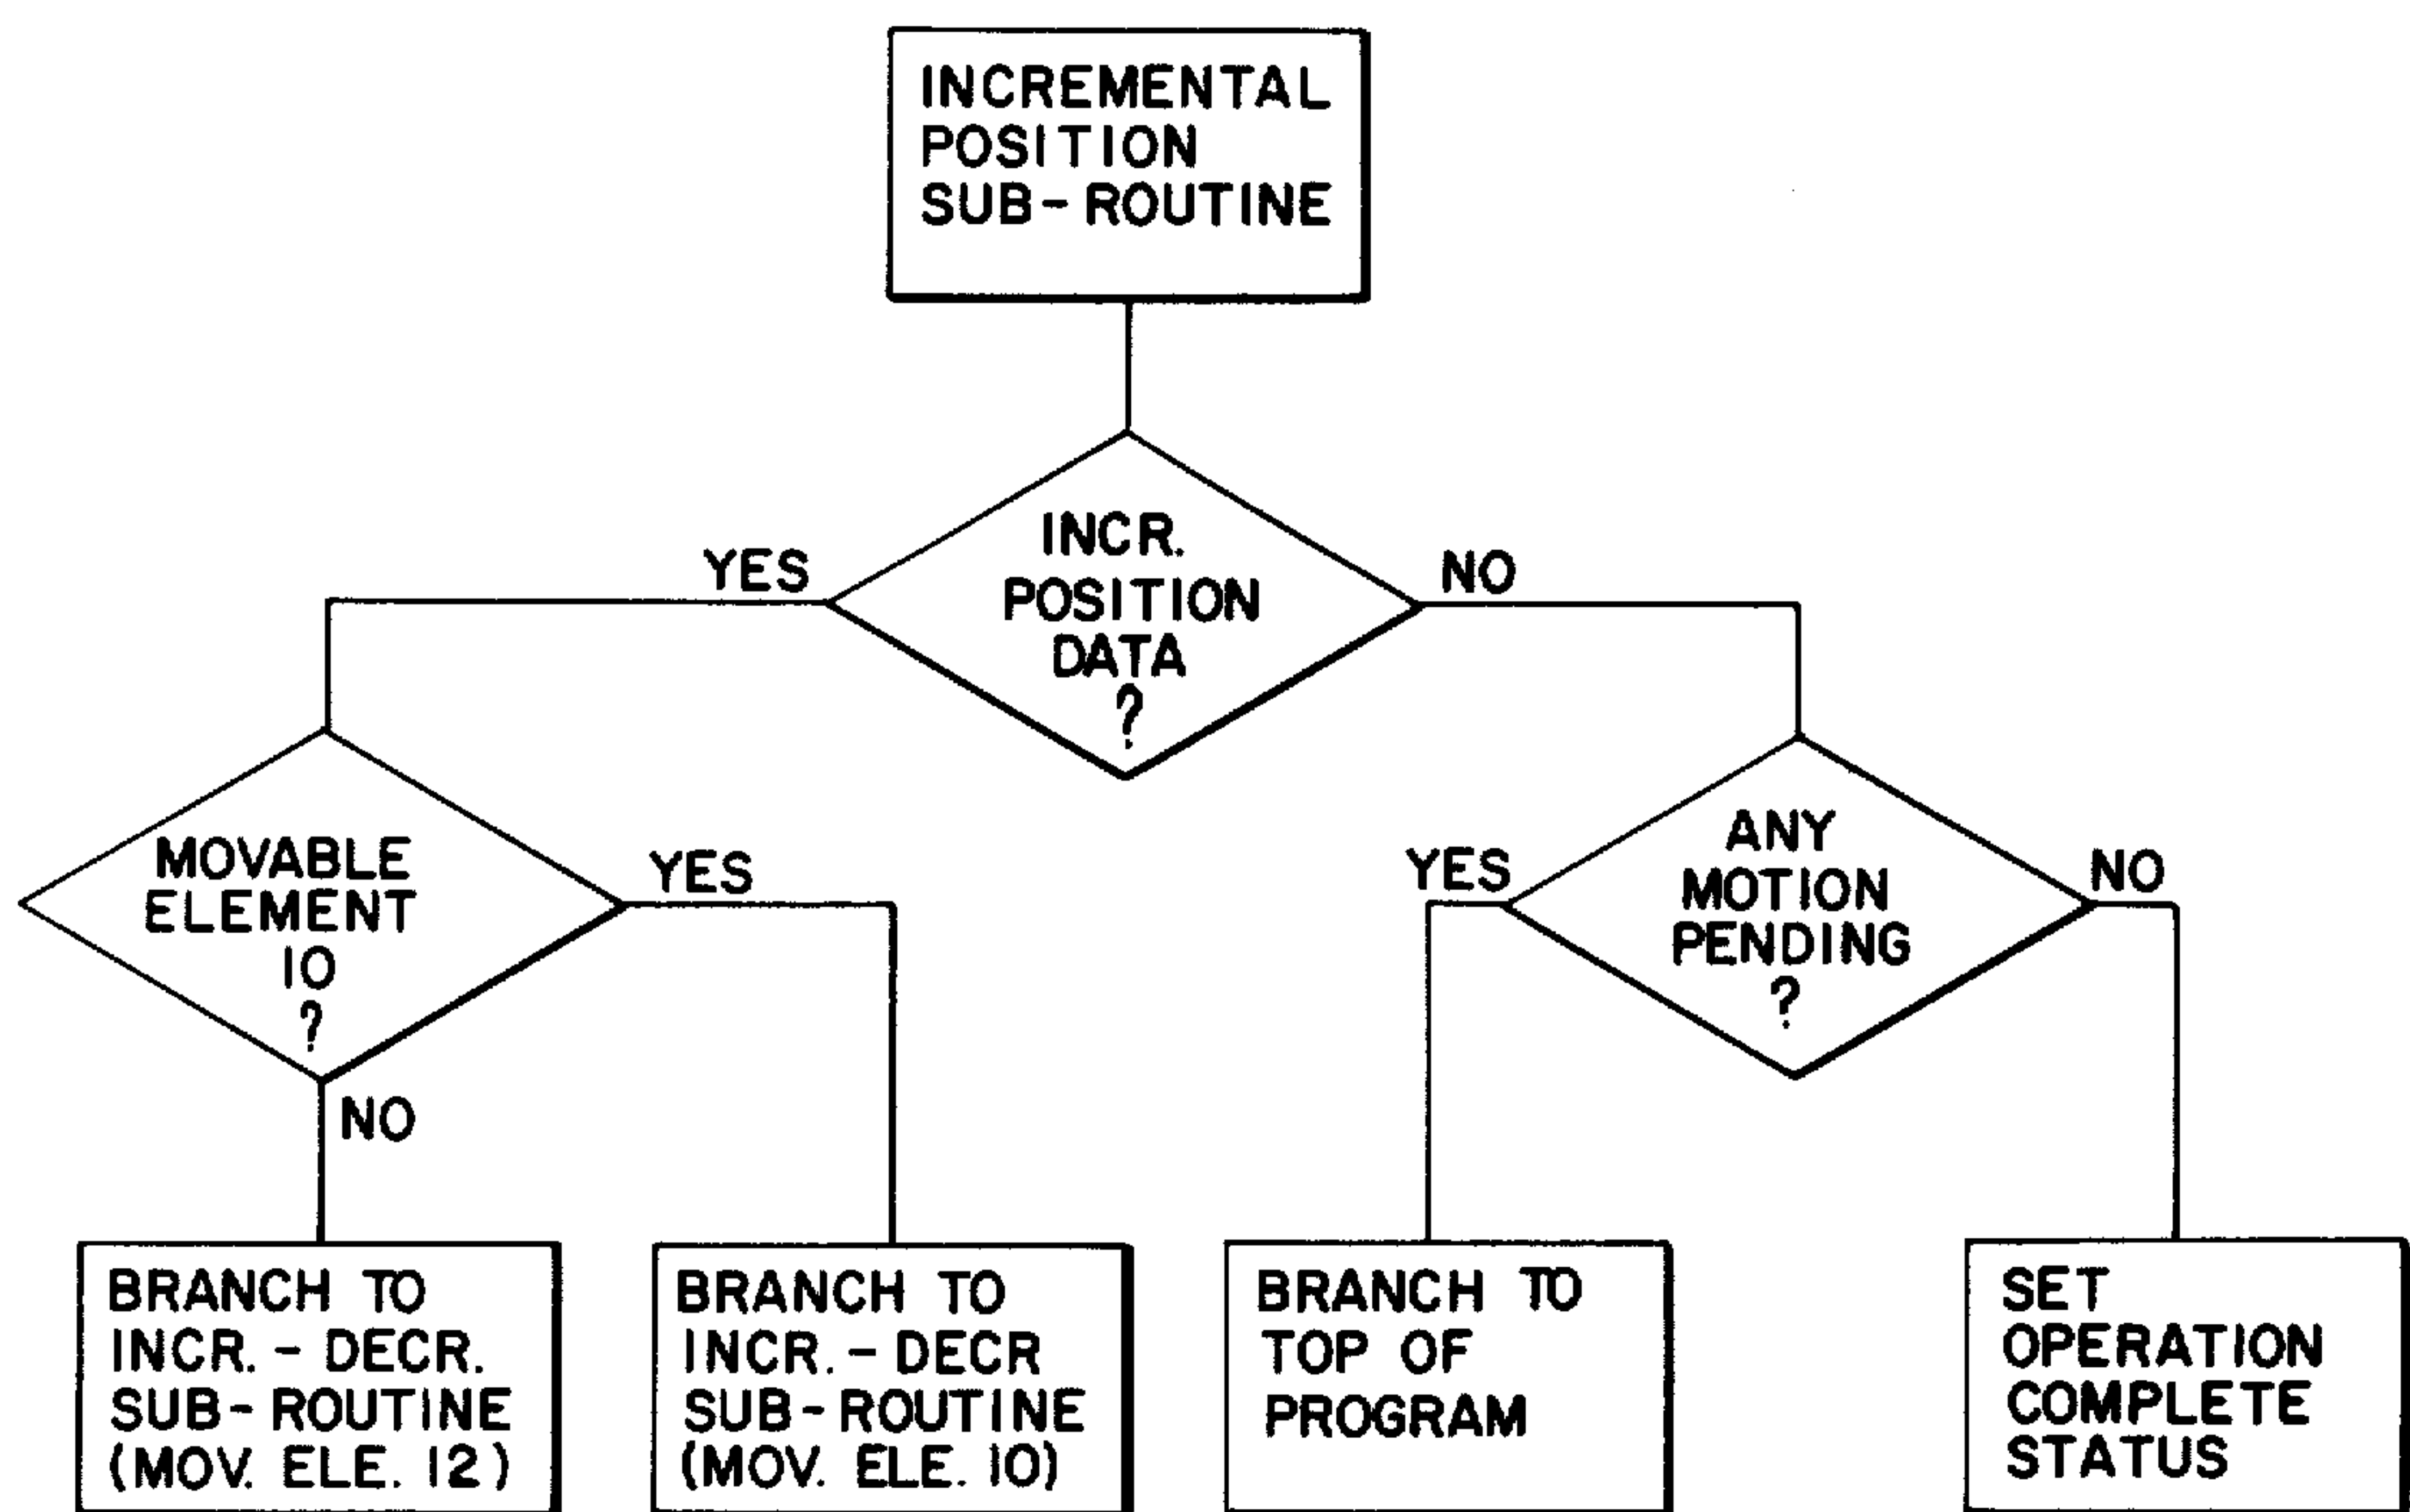 INCREMENTAL
POSITION
SUB-ROUTINE
INCR.
POSITION
DATA
?
YES
NO
MOVABLE
ELEMENT
10
?
YES
NO
ANY
MOTION
PENDING
?
YES
NO
BRANCH TO
INCR.-DECR.
SUB-ROUTINE
(MOV. ELE. 12)
BRANCH TO
INCR.-DECR
SUB-ROUTINE
(MOV. ELE. 10)
BRANCH TO
TOP OF
PROGRAM
SET
OPERATION
COMPLETE
STATUS